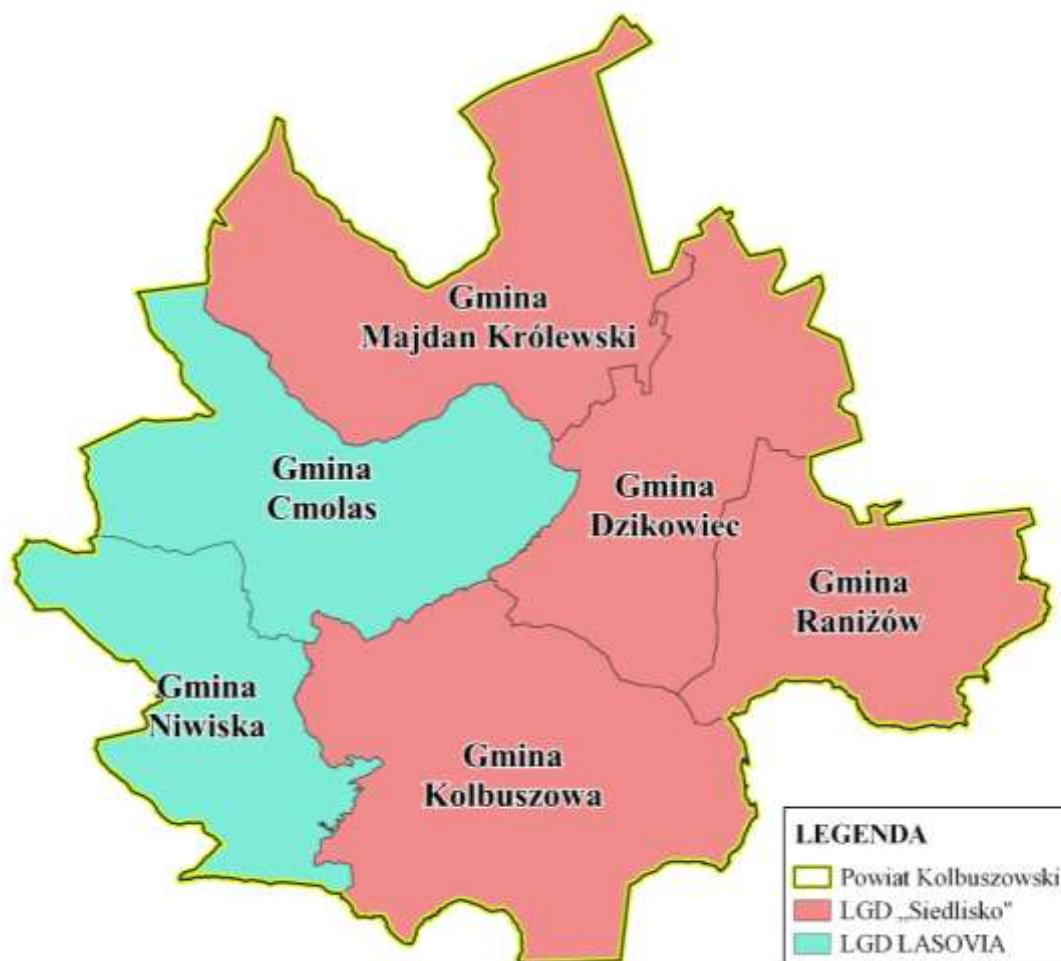 Gmina
Majdan Królewski
Gmina
Cmolas
Gmina
Dzikowiec
Gmina
Raniżów
Gmina
Niwiska
Gmina
Kolbuszowa
LEGENDA
Powiat Kolbuszowski
LGD „Siedlisko"
LGD LASOVIA